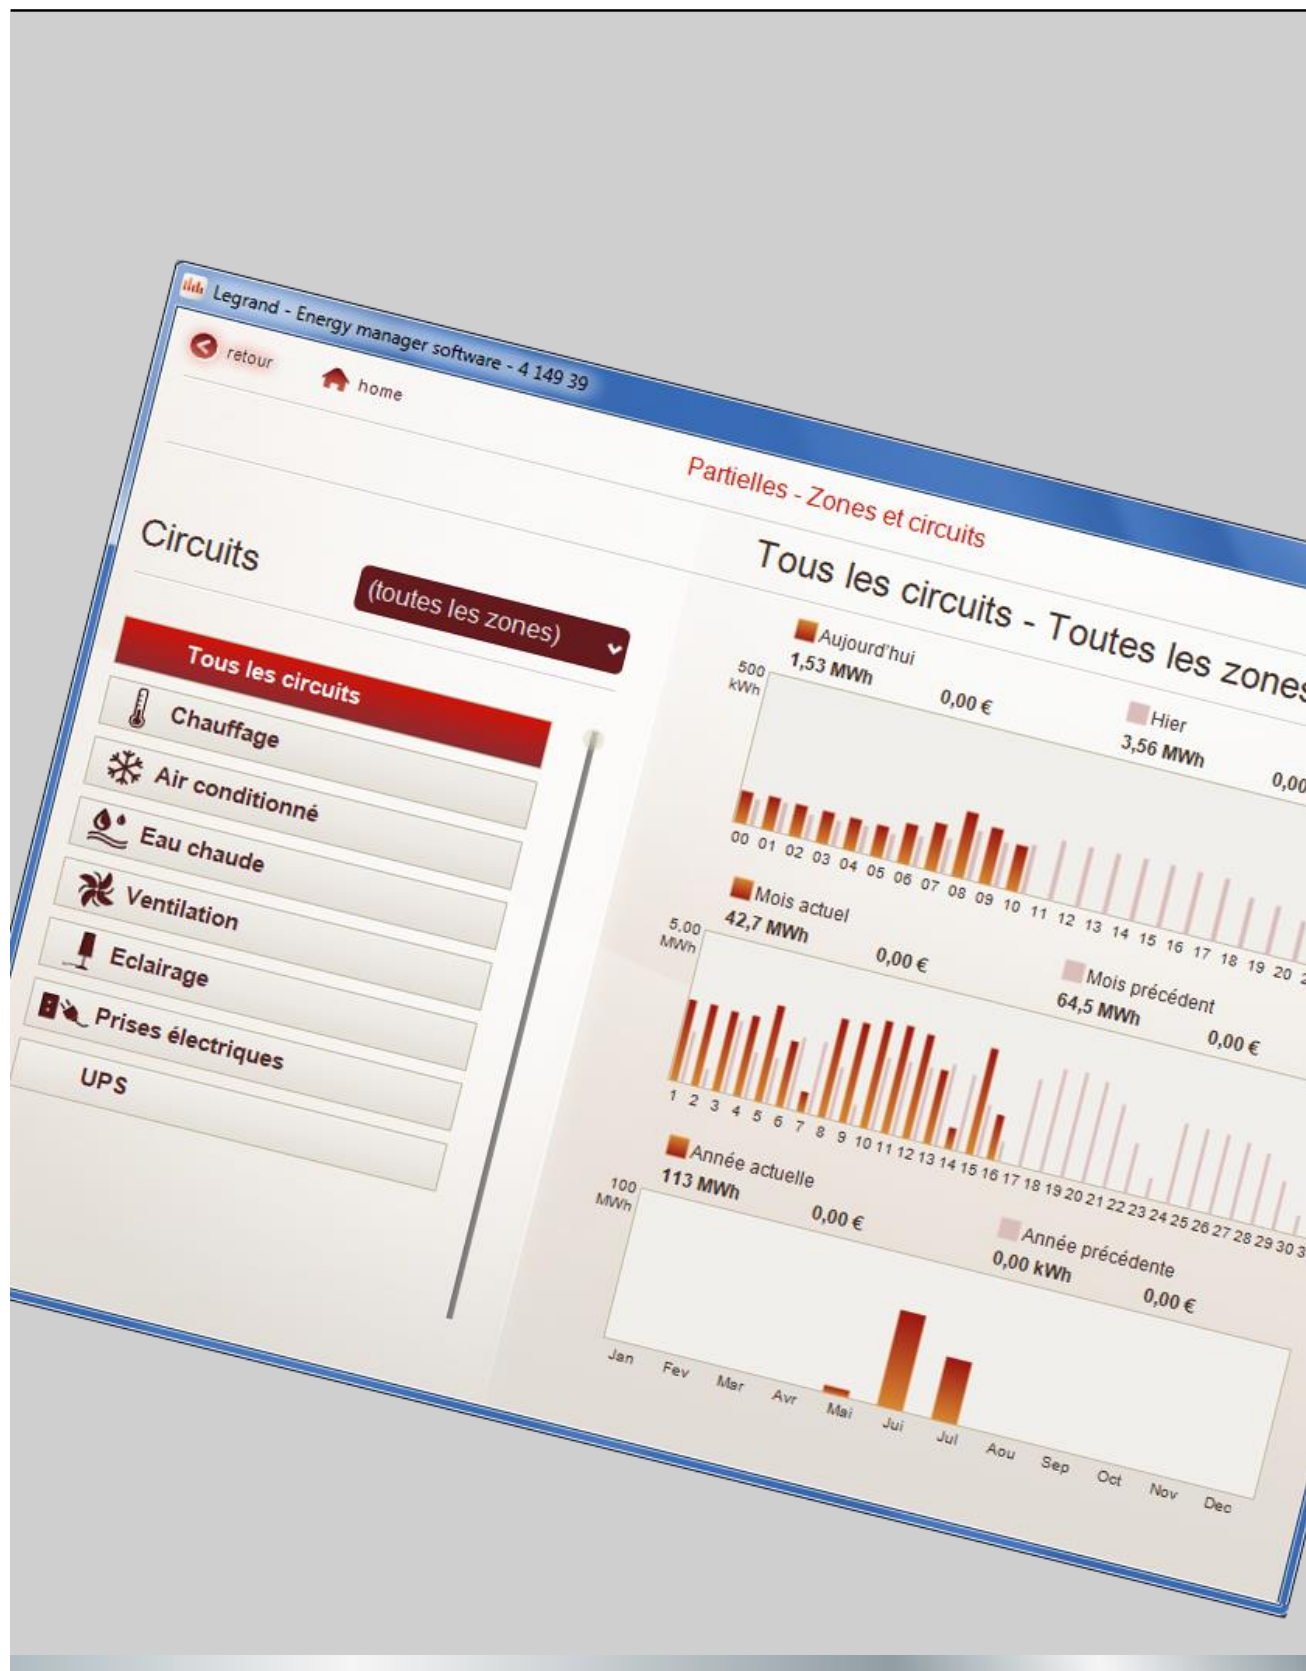 Legrand - Energy manager software - 4 149 39
retour
home
Partielles - Zones et circuits
Circuits
(toutes les zones)
Tous les circuits
Chauffage
Air conditionné
Eau chaude
Ventilation
Eclairage
Prises électriques
UPS
Tous les circuits - Toutes les zones
Aujourd'hui
1,53 MWh 0,00 €
Hier
3,56 MWh 0,00
500
kWh
00 01 02 03 04 05 06 07 08 09 10 11 12 13 14 15 16 17 18 19 20 2
Mois actuel
42,7 MWh 0,00 €
Mois précédent
64,5 MWh 0,00 €
5,00
MWh
1 2 3 4 5 6 7 8 9 10 11 12 13 14 15 16 17 18 19 20 21 22 23 24 25 26 27 28 29 30 3
Année actuelle
113 MWh 0,00 €
Année précédente
0,00 kWh 0,00 €
100
MWh
Jan Fev Mar Avr Mai Jui Jul Aou Sep Oct Nov Dec